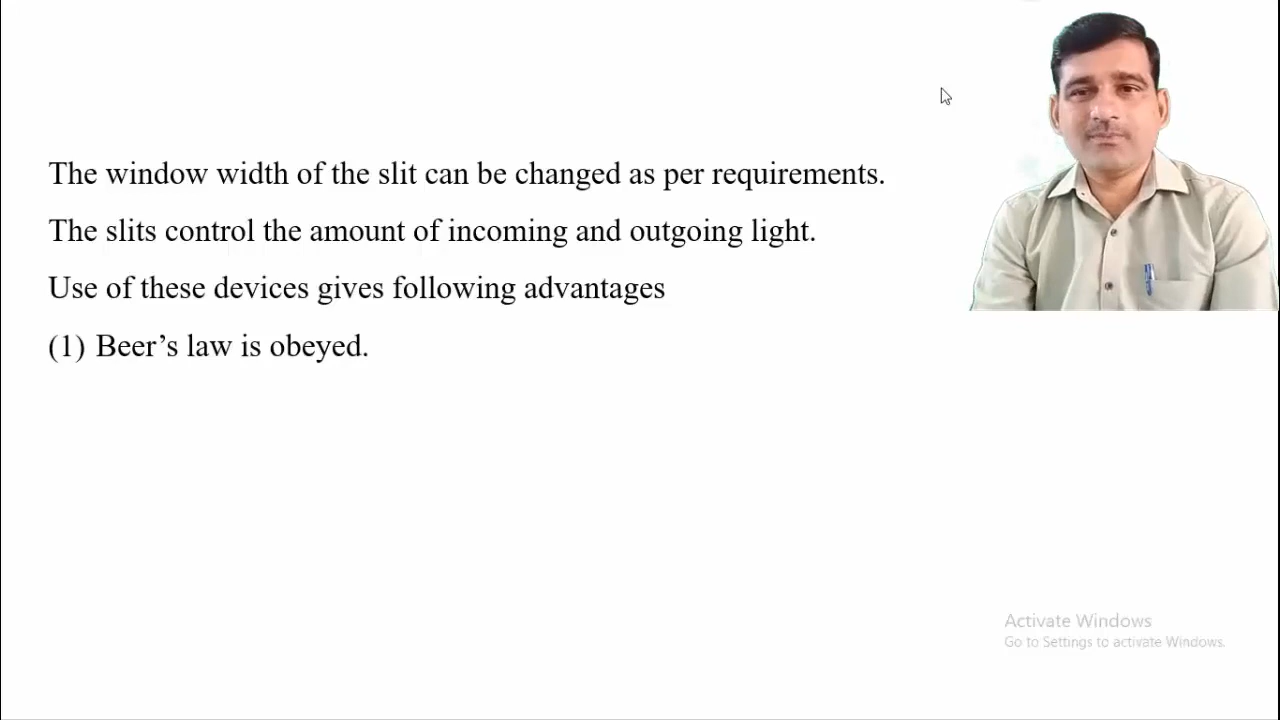 The window width of the slit can be changed as per requirements.
The slits control the amount of incoming and outgoing light.
Use of these devices gives following advantages
(1) Beer’s law is obeyed.
Activate Windows
Go to Settings to activate Windows.